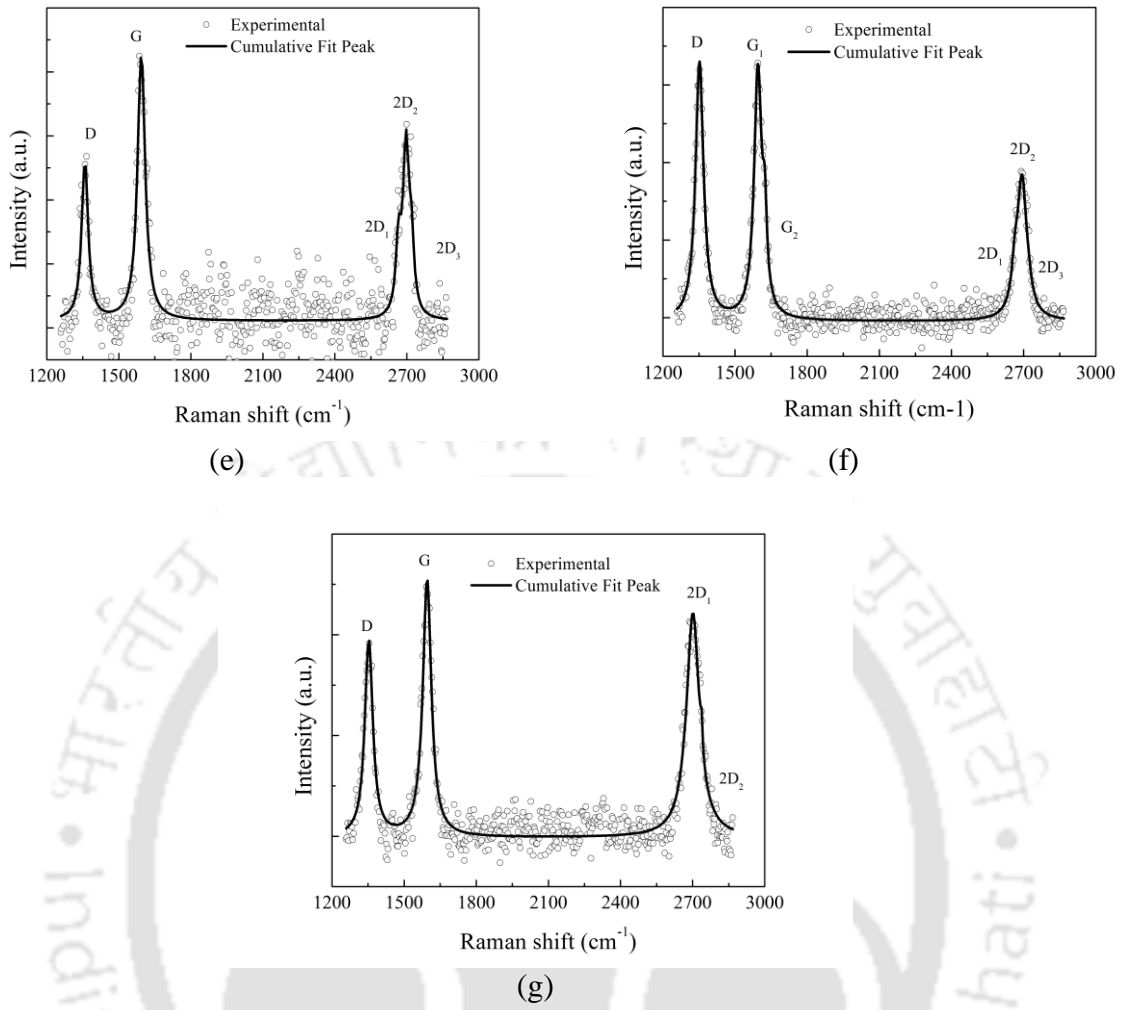 G
Experimental
Cumulative Fit Peak
D
2D₂
2D₁
2D₃
Intensity (a.u.)
1200 1500 1800 2100 2400 2700 3000
Raman shift (cm⁻¹)
(e)
D
G₁
Experimental
Cumulative Fit Peak
G₂
2D₂
2D₁
2D₃
Intensity (a.u.)
1200 1500 1800 2100 2400 2700 3000
Raman shift (cm-1)
(f)
G
Experimental
Cumulative Fit Peak
D
2D₁
2D₂
Intensity (a.u.)
1200 1500 1800 2100 2400 2700 3000
Raman shift (cm⁻¹)
(g)